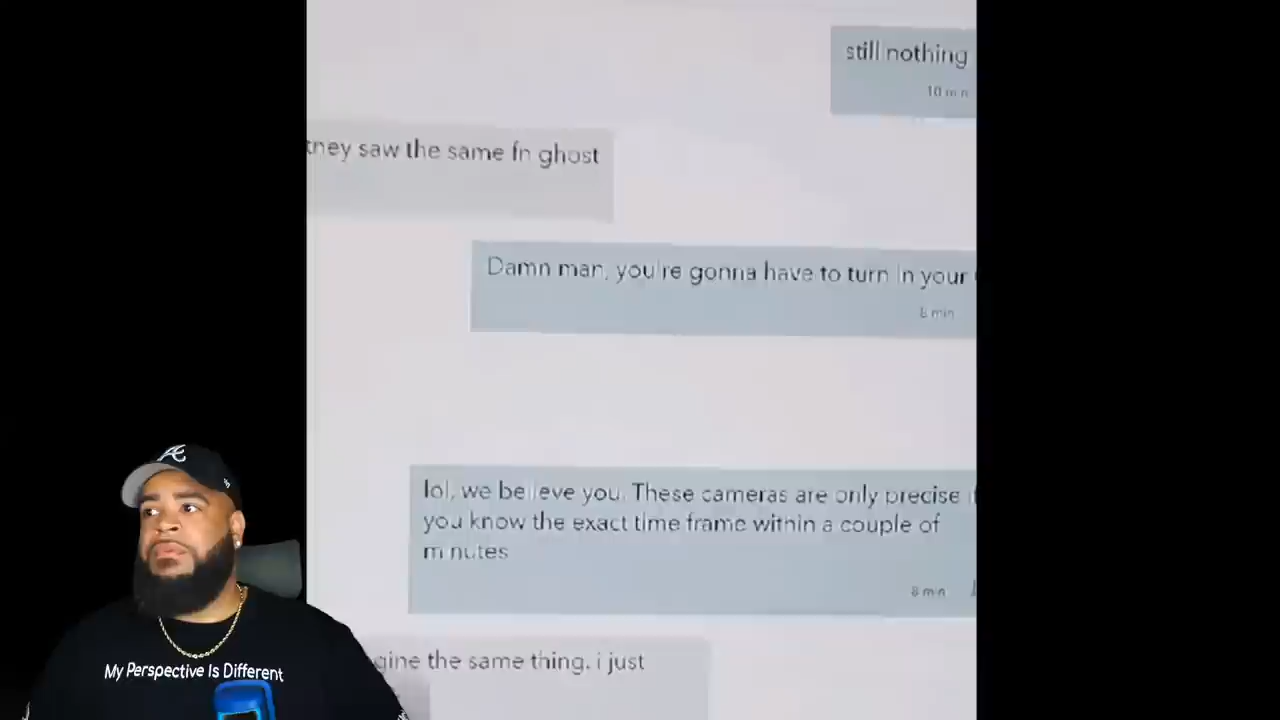 still nothing
10 min
they saw the same fn ghost
Damn man, you're gonna have to turn in your
8 min
lol, we believe you. These cameras are only precise
you know the exact time frame within a couple of
minutes
8 min
the same thing. i just
My Perspective Is Different